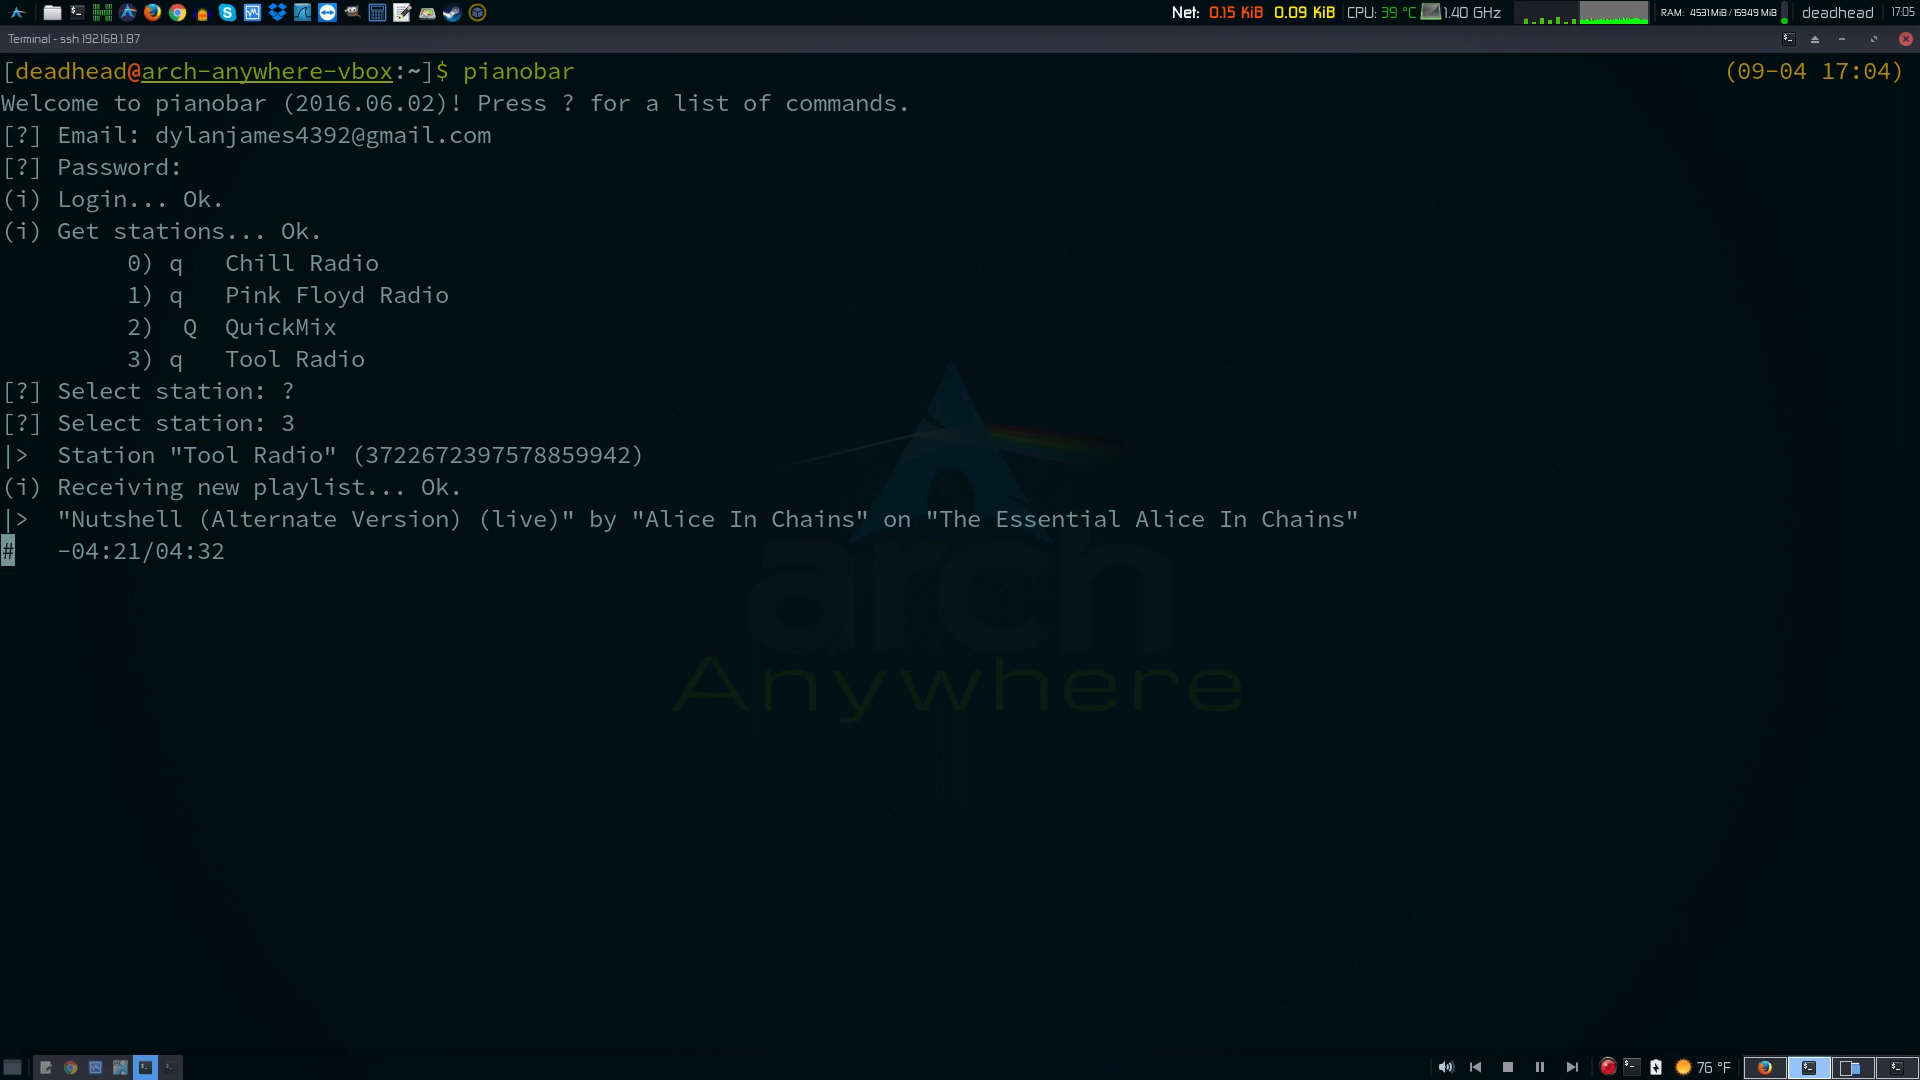 Net: 0.15 KiB 0.09 KiB CPU: 39 °C 1.40 GHz RAM: 4531 MiB / 15949 MiB deadhead 17:05
Terminal - ssh 192.168.1.87
[deadhead@arch-anywhere-vbox:~]$ pianobar (09-04 17:04)
Welcome to pianobar (2016.06.02)! Press ? for a list of commands.
[?] Email: dylanjames4392@gmail.com
[?] Password:
(i) Login... Ok.
(i) Get stations... Ok.
0) q Chill Radio
1) q Pink Floyd Radio
2) Q QuickMix
3) q Tool Radio
[?] Select station: ?
[?] Select station: 3
|> Station "Tool Radio" (3722672397578859942)
(i) Receiving new playlist... Ok.
|> "Nutshell (Alternate Version) (live)" by "Alice In Chains" on "The Essential Alice In Chains"
# -04:21/04:32
arch
Anywhere
76 °F